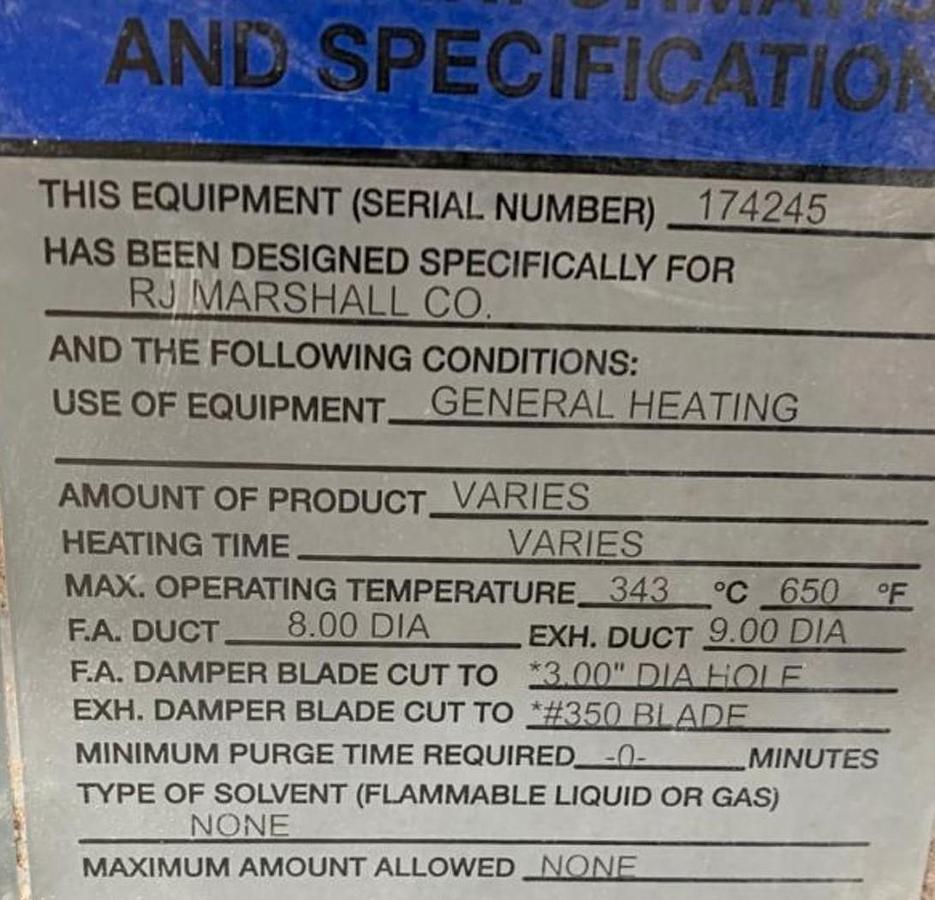 AND SPECIFICATION
THIS EQUIPMENT (SERIAL NUMBER) 174245
HAS BEEN DESIGNED SPECIFICALLY FOR
RJ MARSHALL CO.
AND THE FOLLOWING CONDITIONS:
USE OF EQUIPMENT GENERAL HEATING
AMOUNT OF PRODUCT VARIES
HEATING TIME VARIES
MAX. OPERATING TEMPERATURE 343 °C 650 °F
F.A. DUCT 8.00 DIA EXH. DUCT 9.00 DIA
F.A. DAMPER BLADE CUT TO *3.00" DIA HOLE
EXH. DAMPER BLADE CUT TO *#350 BLADE
MINIMUM PURGE TIME REQUIRED -0- MINUTES
TYPE OF SOLVENT (FLAMMABLE LIQUID OR GAS)
NONE
MAXIMUM AMOUNT ALLOWED NONE